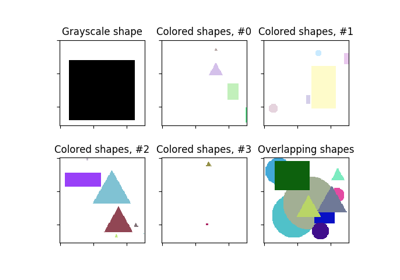 Grayscale shape
Colored shapes, #0
Colored shapes, #1
Colored shapes, #2
Colored shapes, #3
Overlapping shapes